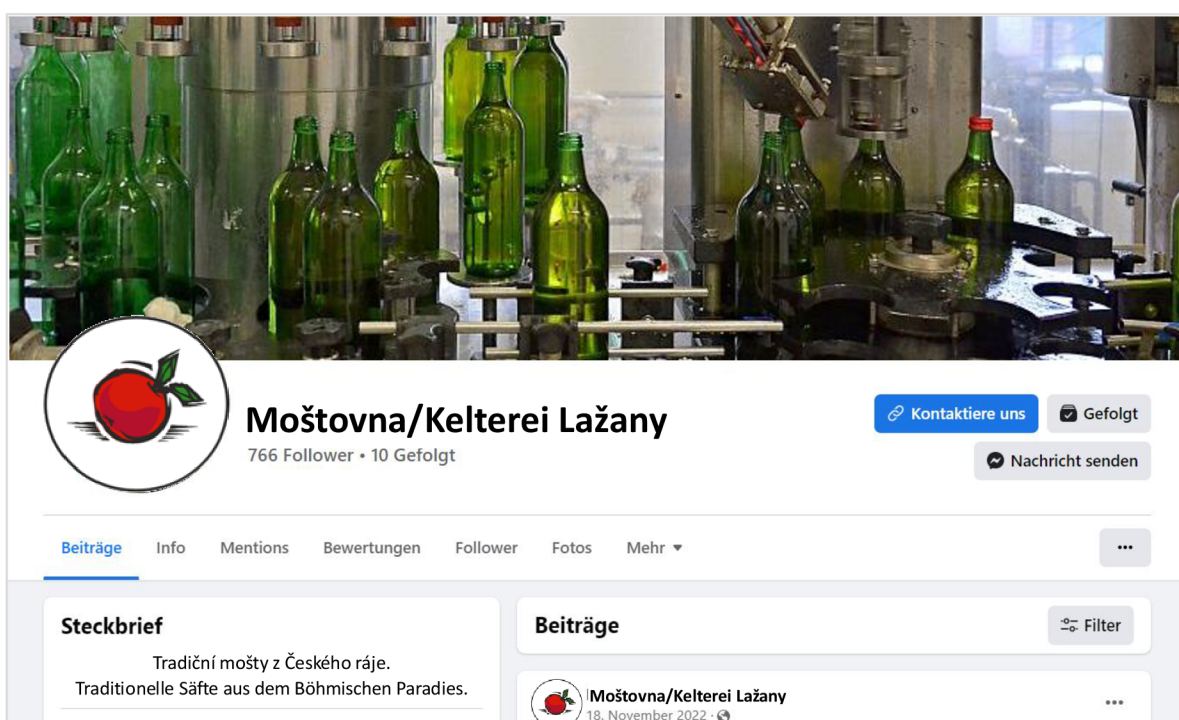 Moštovna/Kelterei Lažany
766 Follower • 10 Gefolgt
Kontaktiere uns
Gefolgt
Nachricht senden
Beiträge Info Mentions Bewertungen Follower Fotos Mehr
Steckbrief
Tradiční mošty z Českého ráje.
Traditionelle Säfte aus dem Böhmischen Paradies.
Beiträge
Filter
Moštovna/Kelterei Lažany
18. November 2022 ·